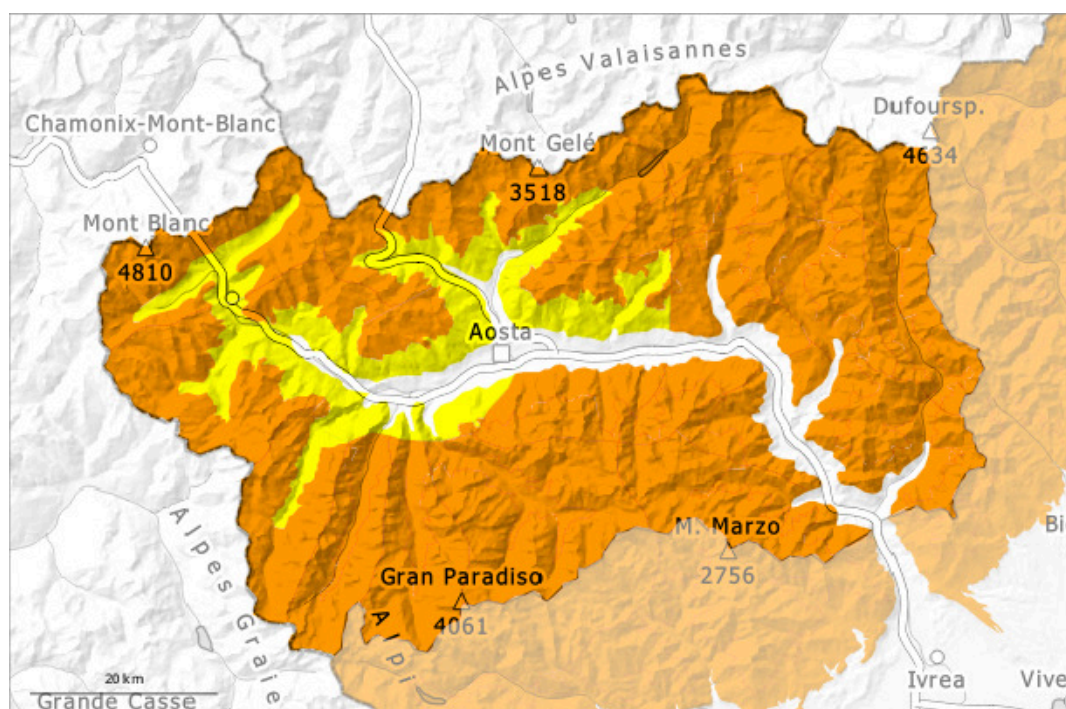 Alpes Valaisannes
Dufoursp.
4634
Chamonix-Mont-Blanc
Mont Gelé
3518
Mont Blanc
4810
Aosta
M. Marzo
2756
Gran Paradiso
4061
Alpes Graie
Alpi
Bi
20 km
Grande Casse
Ivrea
Vive